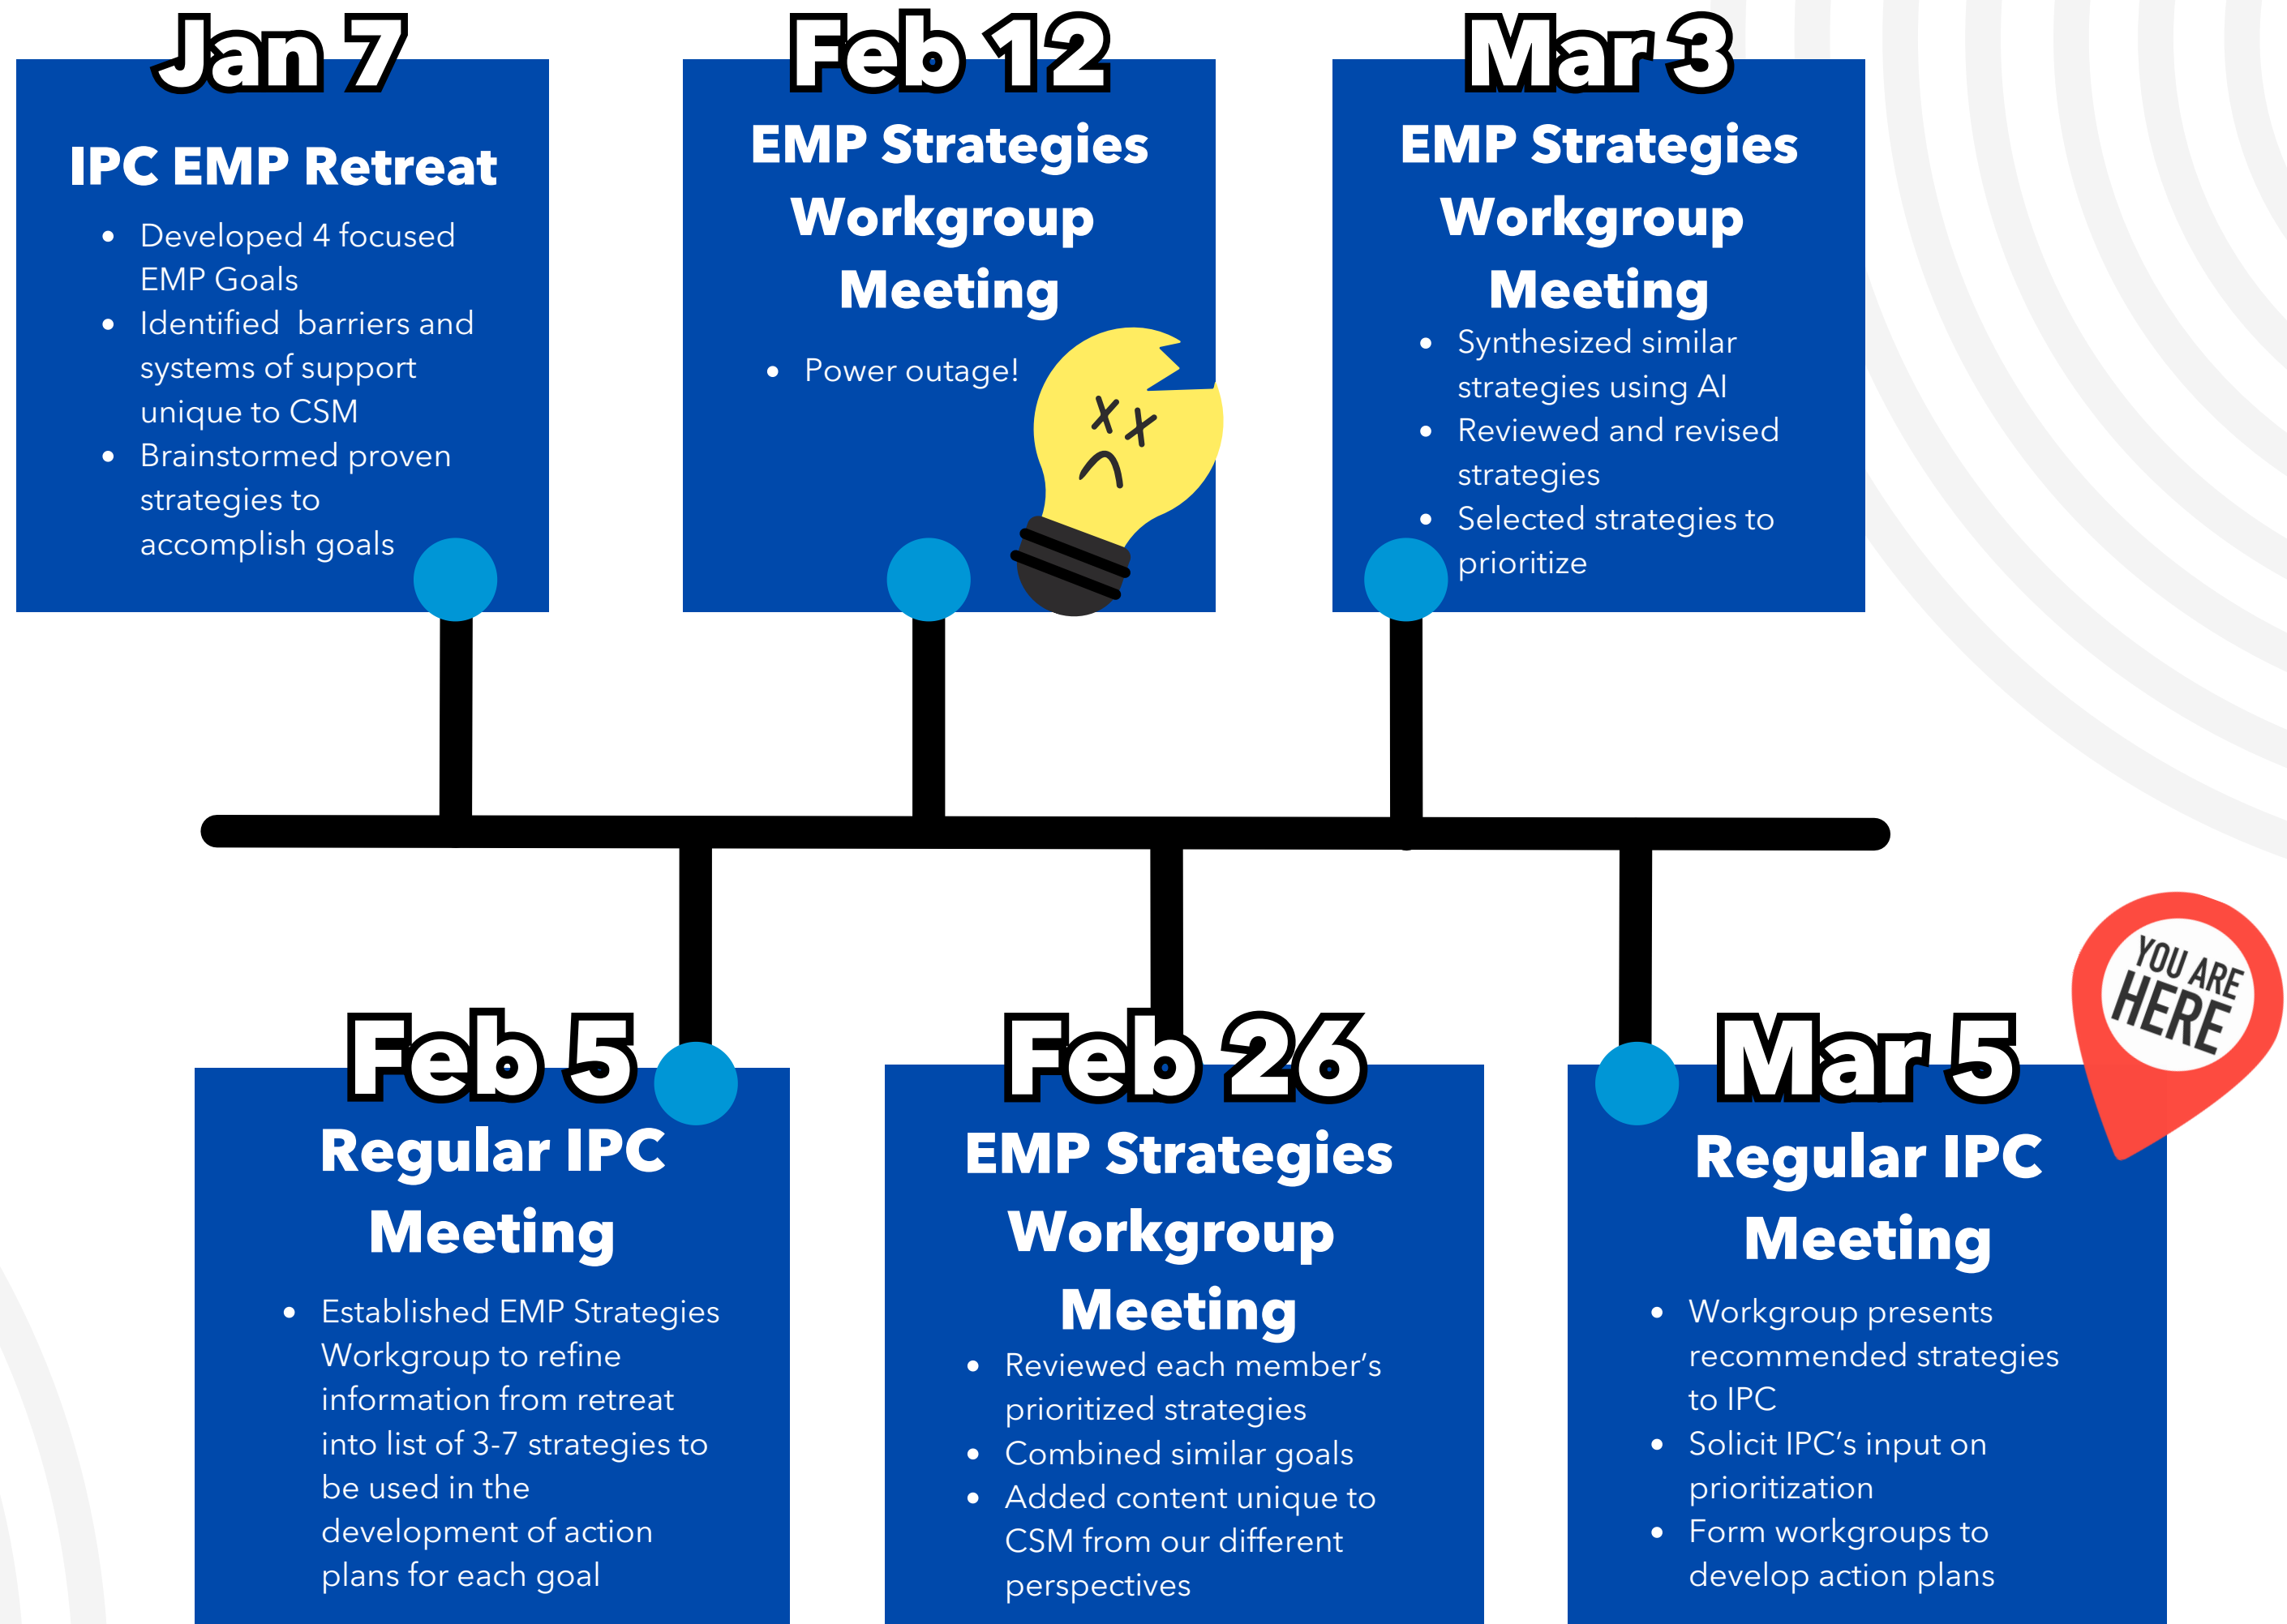 Jan 7
IPC EMP Retreat
• Developed 4 focused
EMP Goals
• Identified  barriers and
systems of support
unique to CSM
• Brainstormed proven
strategies to
accomplish goals
Feb 12
EMP Strategies
Workgroup
Meeting
• Power outage!
Mar 3
EMP Strategies
Workgroup
Meeting
• Synthesized similar
strategies using AI
• Reviewed and revised
strategies
• Selected strategies to
prioritize
Feb 5
Regular IPC
Meeting
• Established EMP Strategies
Workgroup to refine
information from retreat
into list of 3-7 strategies to
be used in the
development of action
plans for each goal
Feb 26
EMP Strategies
Workgroup
Meeting
• Reviewed each member’s
prioritized strategies
• Combined similar goals
• Added content unique to
CSM from our different
perspectives
Mar 5
YOU ARE
HERE
Regular IPC
Meeting
• Workgroup presents
recommended strategies
to IPC
• Solicit IPC’s input on
prioritization
• Form workgroups to
develop action plans